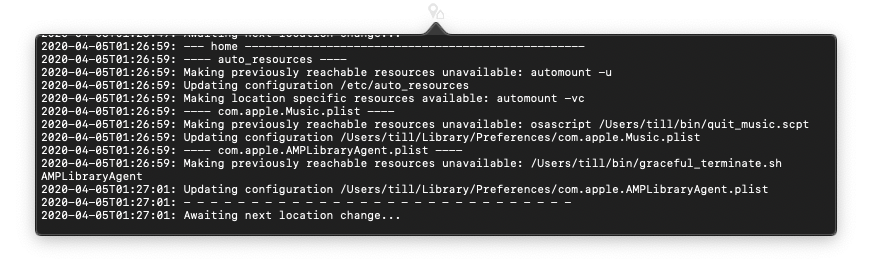 2020-04-05T01:26:49: Awaiting next location change...
2020-04-05T01:26:59: --- home --------------------------------------------------
2020-04-05T01:26:59: ---- auto_resources ----
2020-04-05T01:26:59: Making previously reachable resources unavailable: automount -u
2020-04-05T01:26:59: Updating configuration /etc/auto_resources
2020-04-05T01:26:59: Making location specific resources available: automount -vc
2020-04-05T01:26:59: ---- com.apple.Music.plist ----
2020-04-05T01:26:59: Making previously reachable resources unavailable: osascript /Users/till/bin/quit_music.scpt
2020-04-05T01:26:59: Updating configuration /Users/till/Library/Preferences/com.apple.Music.plist
2020-04-05T01:26:59: ---- com.apple.AMPLibraryAgent.plist ----
2020-04-05T01:26:59: Making previously reachable resources unavailable: /Users/till/bin/graceful_terminate.sh
AMPLibraryAgent
2020-04-05T01:27:01: Updating configuration /Users/till/Library/Preferences/com.apple.AMPLibraryAgent.plist
2020-04-05T01:27:01: - - - - - - - - - - - - - - - - - - - - - - - - - - - - -
2020-04-05T01:27:01: Awaiting next location change...